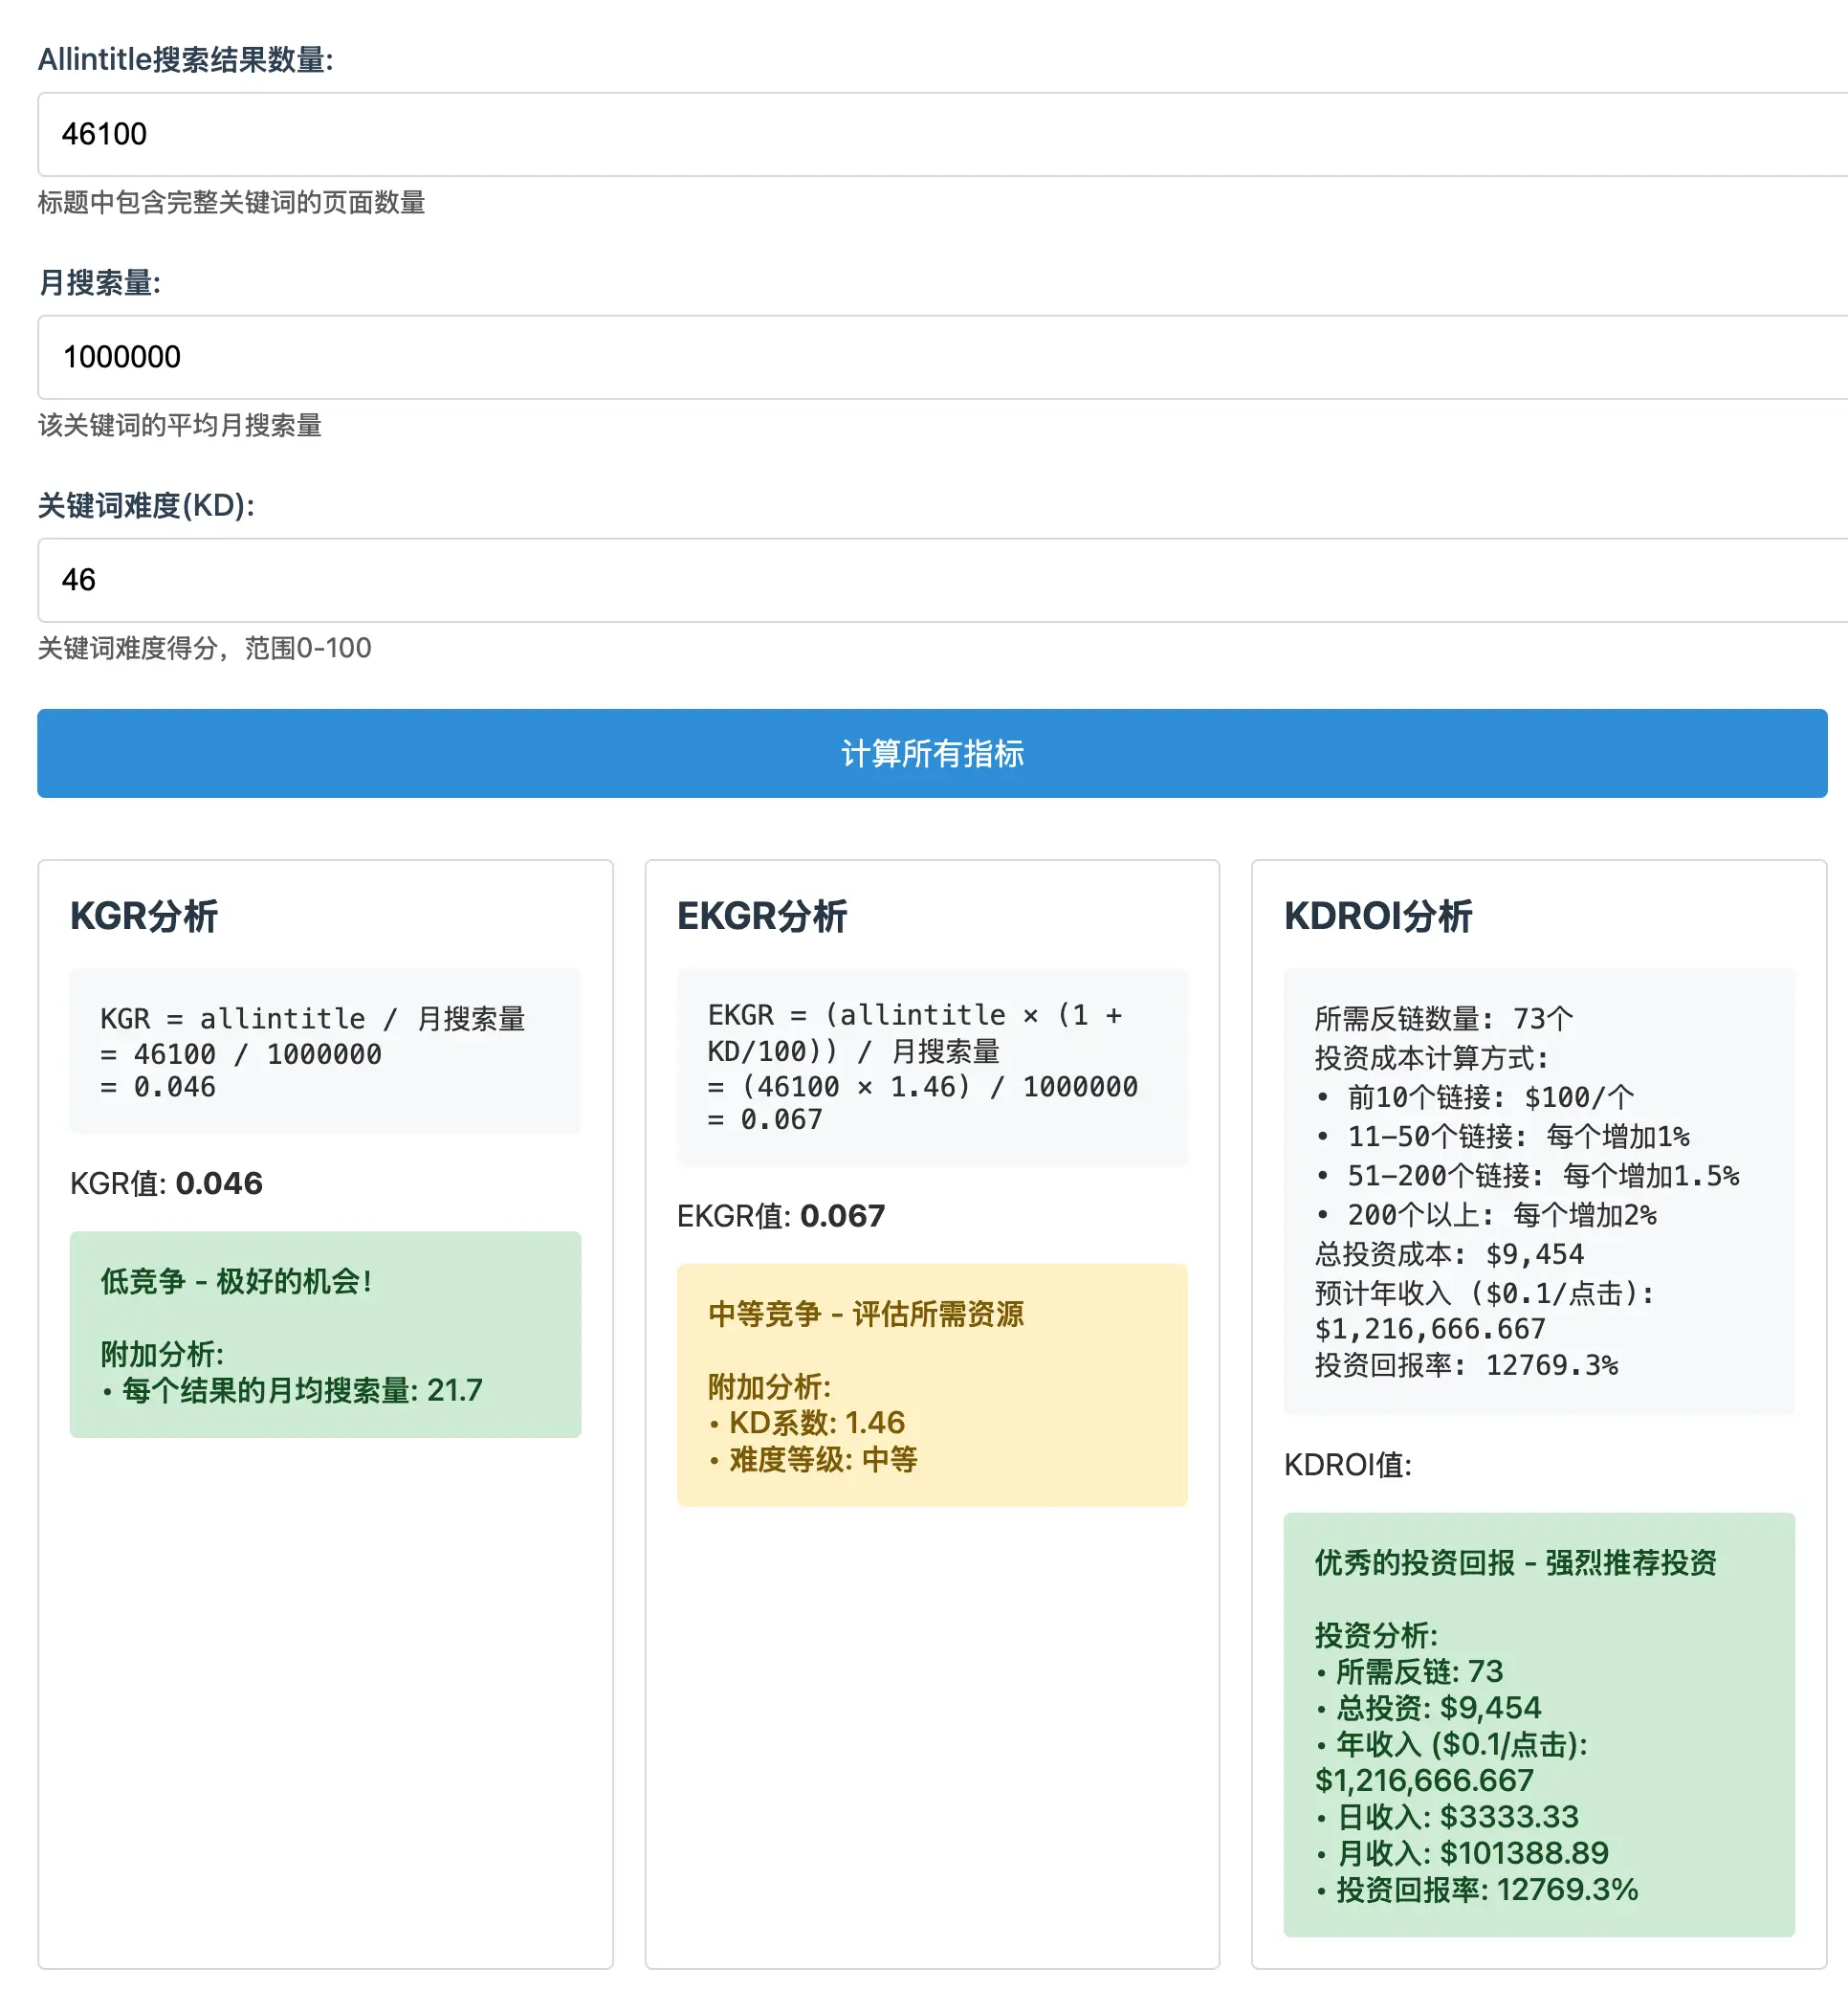 Allintitle搜索结果数量:
46100
标题中包含完整关键词的页面数量
月搜索量:
1000000
该关键词的平均月搜索量
关键词难度(KD):
46
关键词难度得分，范围0-100
计算所有指标
KGR分析
KGR = allintitle / 月搜索量
= 46100 / 1000000
= 0.046
KGR值: 0.046
低竞争 - 极好的机会！
附加分析:
• 每个结果的月均搜索量: 21.7
EKGR分析
EKGR = (allintitle × (1 +
KD/100)) / 月搜索量
= (46100 × 1.46) / 1000000
= 0.067
EKGR值: 0.067
中等竞争 - 评估所需资源
附加分析:
• KD系数: 1.46
• 难度等级: 中等
KDROI分析
所需反链数量: 73个
投资成本计算方式:
• 前10个链接: $100/个
• 11-50个链接: 每个增加1%
• 51-200个链接: 每个增加1.5%
• 200个以上: 每个增加2%
总投资成本: $9,454
预计年收入 ($0.1/点击):
$1,216,666.667
投资回报率: 12769.3%
KDROI值:
优秀的投资回报 - 强烈推荐投资
投资分析:
• 所需反链: 73
• 总投资: $9,454
• 年收入 ($0.1/点击):
$1,216,666.667
• 日收入: $3333.33
• 月收入: $101388.89
• 投资回报率: 12769.3%